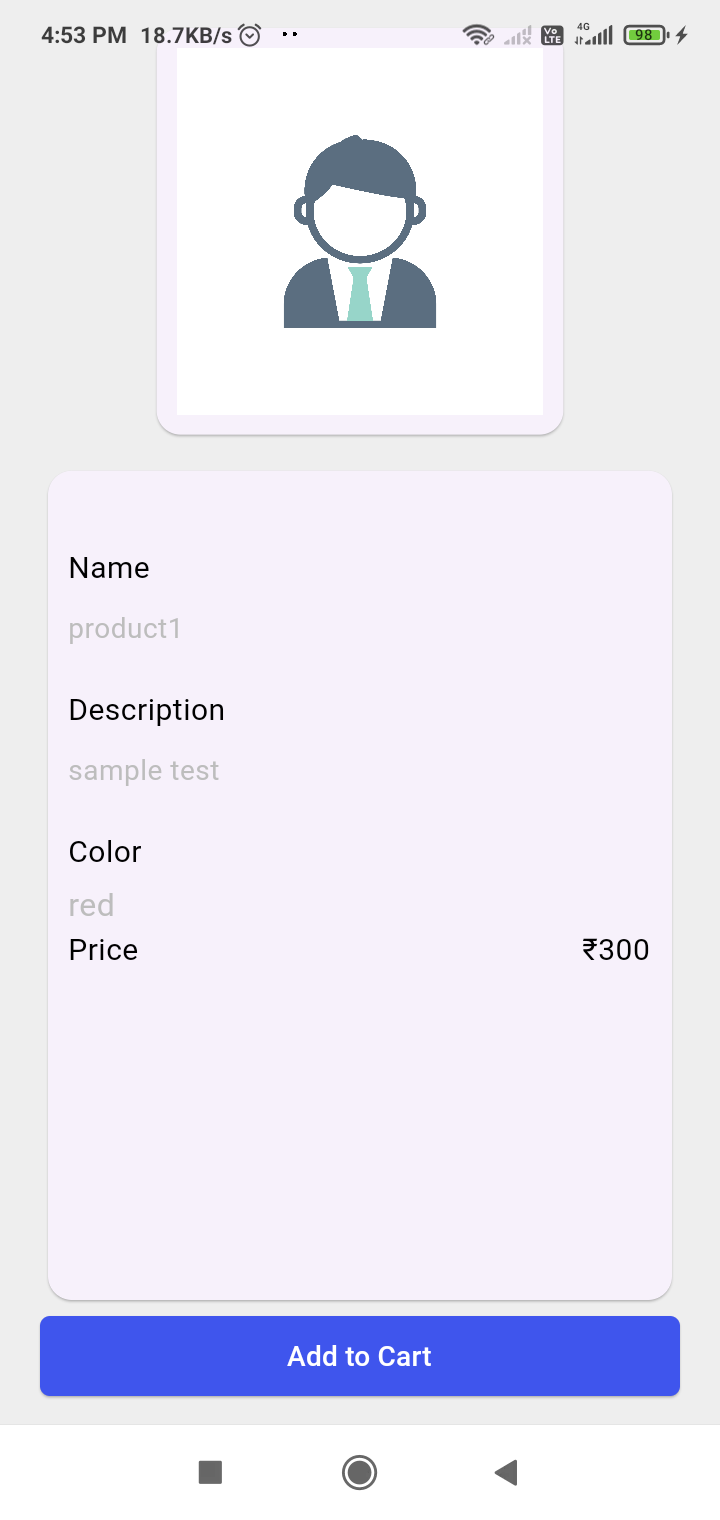 4:53 PM 18.7KB/s Vo LTE 4G 98
Name
product1
Description
sample test
Color
red
Price ₹300
Add to Cart